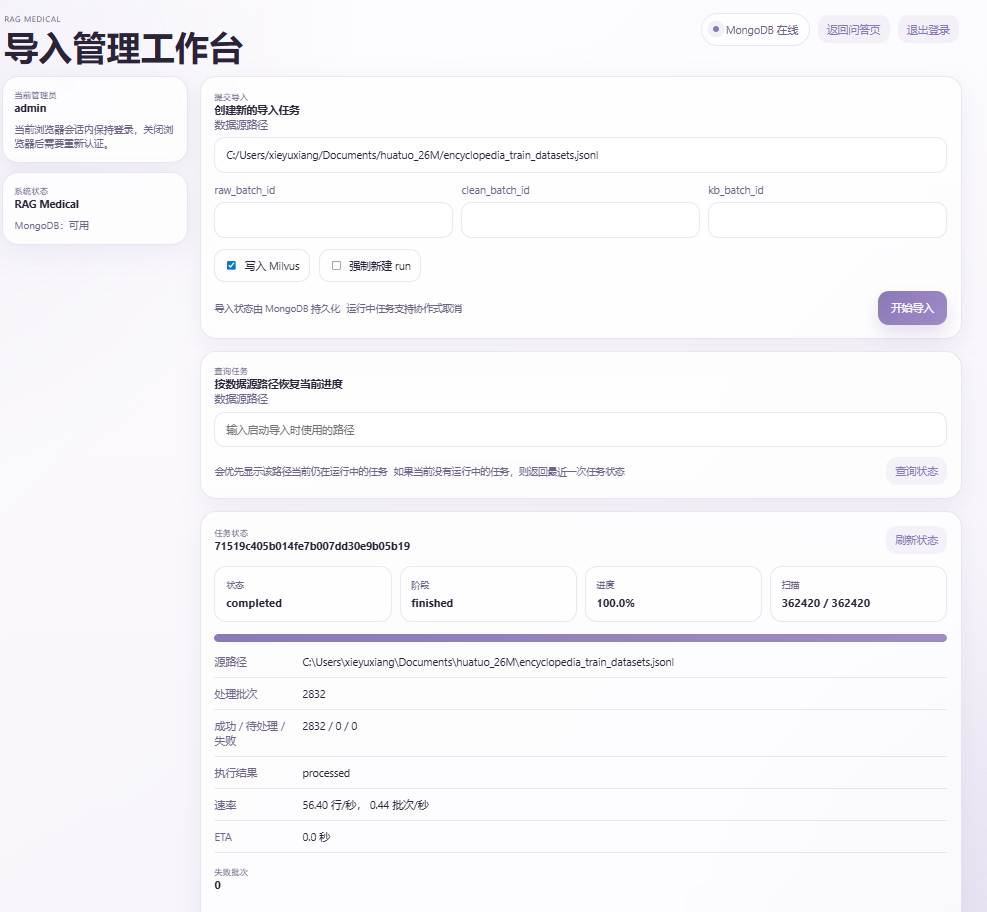 RAG MEDICAL
导入管理工作台
MongoDB 在线
返回问答页
退出登录
当前管理员
admin
当前浏览器会话内保持登录，关闭浏
览器后需要重新认证。
系统状态
RAG Medical
MongoDB：可用
提交导入
创建新的导入任务
数据源路径
C:/Users/xieyuxiang/Documents/huatuo_26M/encyclopedia_train_datasets.jsonl
raw_batch_id
clean_batch_id
kb_batch_id
写入 Milvus
强制新建 run
导入状态由 MongoDB 持久化 运行中任务支持协作式取消
开始导入
查询任务
按数据源路径恢复当前进度
数据源路径
输入启动导入时使用的路径
会优先显示该路径当前仍在运行中的任务 如果当前没有运行中的任务，则返回最近一次任务状态
查询状态
任务状态
71519c405b014fe7b007dd30e9b05b19
刷新状态
状态
completed
阶段
finished
进度
100.0%
扫描
362420 / 362420
源路径
C:\Users\xieyuxiang\Documents\huatuo_26M\encyclopedia_train_datasets.jsonl
处理批次
2832
成功 / 待处理 /
失败
2832 / 0 / 0
执行结果
processed
速率
56.40 行/秒， 0.44 批次/秒
ETA
0.0 秒
失败批次
0